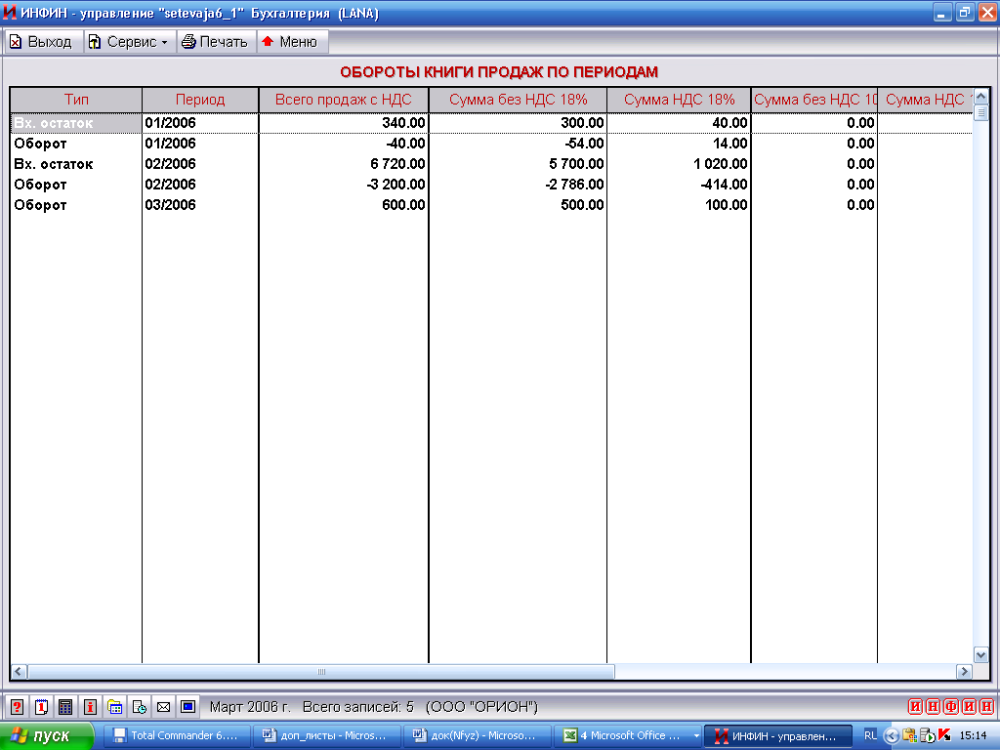 ИНФИН - управление "setevaja6_1" Бухгалтерия (LANA)
Выход Сервис Печать Меню
ОБОРОТЫ КНИГИ ПРОДАЖ ПО ПЕРИОДАМ
Тип Период Всего продаж с НДС Сумма без НДС 18% Сумма НДС 18% Сумма без НДС 10 Сумма НДС
Вх. остаток 01/2006 340.00 300.00 40.00 0.00
Оборот 01/2006 -40.00 -54.00 14.00 0.00
Вх. остаток 02/2006 6 720.00 5 700.00 1 020.00 0.00
Оборот 02/2006 -3 200.00 -2 786.00 -414.00 0.00
Оборот 03/2006 600.00 500.00 100.00 0.00
Март 2006 г. Всего записей: 5 (ООО "ОРИОН") ИНФИН
пуск Total Commander 6.... доп_листы - Micros... док(Nfyz) - Microso... 4 Microsoft Office ... ИНФИН - управлен... RL 15:14